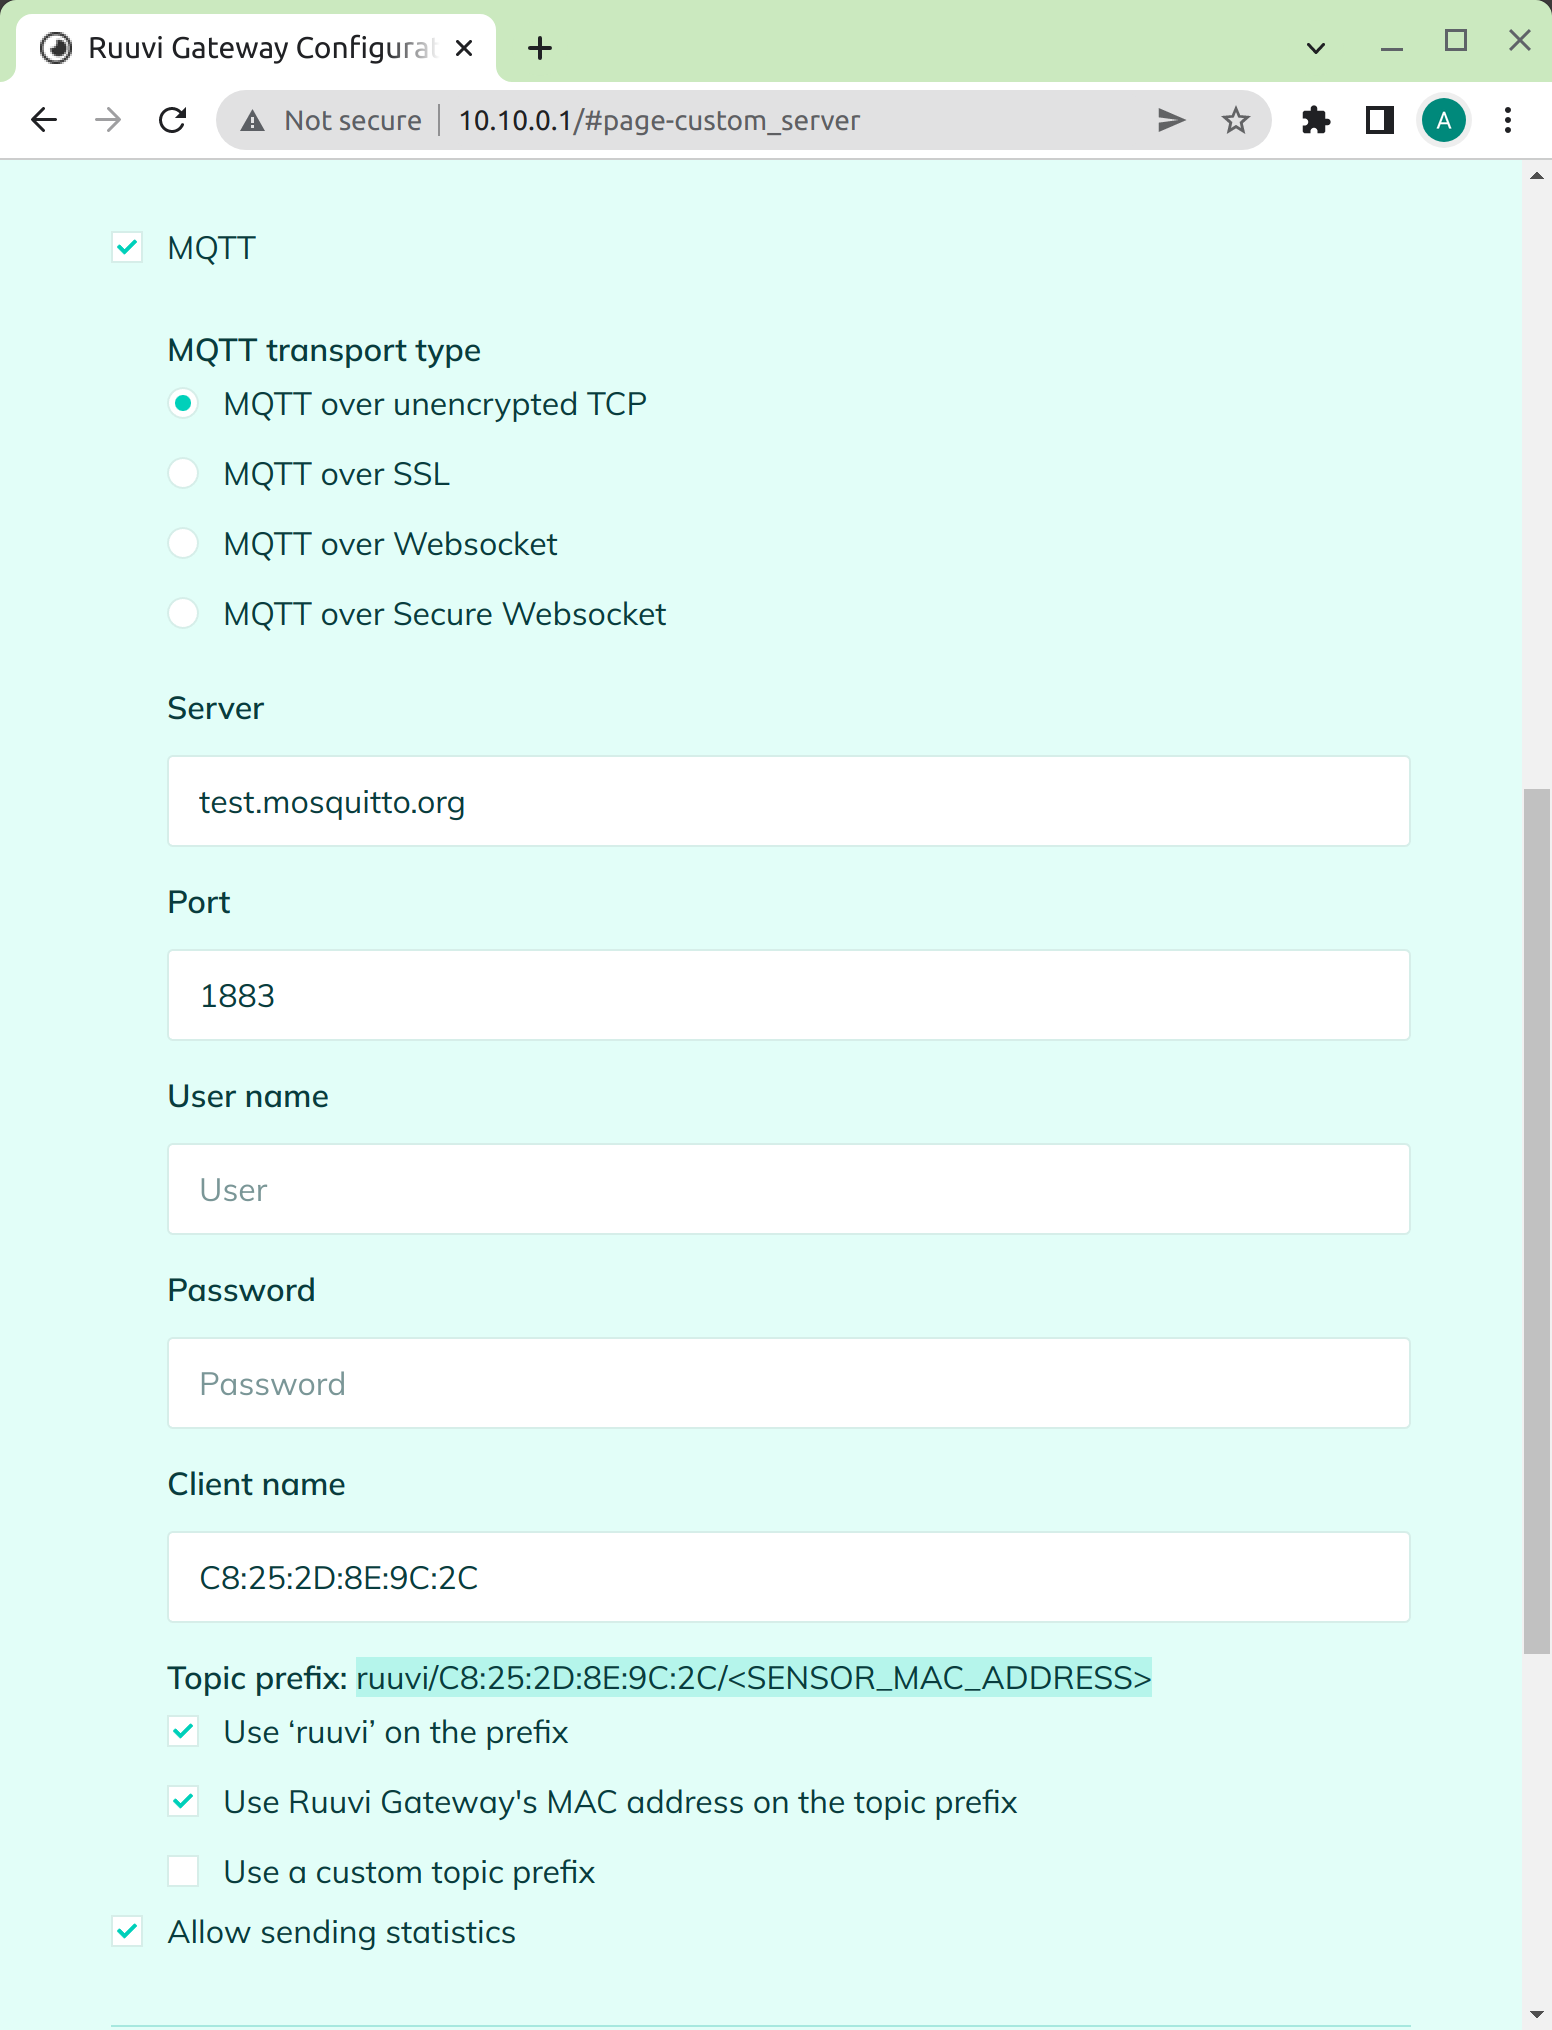 Ruuvi Gateway Configurat
Not secure
10.10.0.1/#page-custom_server
A
MQTT
MQTT transport type
MQTT over unencrypted TCP
MQTT over SSL
MQTT over Websocket
MQTT over Secure Websocket
Server
test.mosquitto.org
Port
1883
User name
User
Password
Password
Client name
C8:25:2D:8E:9C:2C
Topic prefix: ruuvi/C8:25:2D:8E:9C:2C/<SENSOR_MAC_ADDRESS>
Use ‘ruuvi’ on the prefix
Use Ruuvi Gateway's MAC address on the topic prefix
Use a custom topic prefix
Allow sending statistics